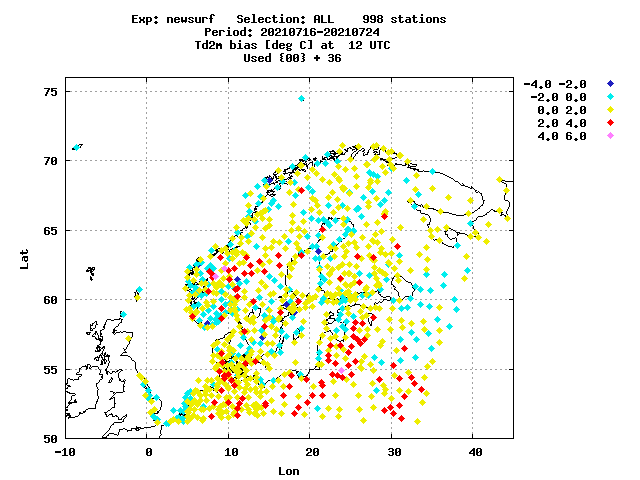 Exp: newsurf   Selection: ALL    998 stations
Period: 20210716-20210724
Td2m bias [deg C] at  12 UTC
Used {00} + 36
-4.0 -2.0
-2.0 0.0
0.0 2.0
2.0 4.0
4.0 6.0
75
70
65
60
55
50
Lat
-10 0 10 20 30 40
Lon